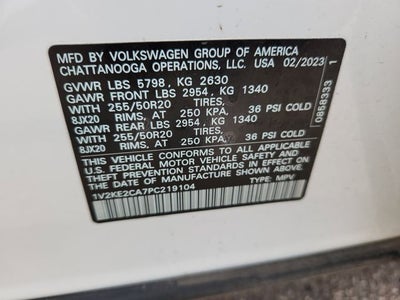 MFD BY VOLKSWAGEN GROUP OF AMERICA
CHATTANOOGA OPERATIONS, LLC. USA 02/2023
GVWR LBS 5798, KG 2630
GAWR FRONT LBS 2954, KG 1340
WITH 255/50R20 TIRES,
8JX20 RIMS, AT 250 KPA, 36 PSI COLD
GAWR REAR LBS 2954, KG 1340
WITH 255/50R20 TIRES,
8JX20 RIMS, AT 250 KPA, 36 PSI COLD
THIS VEHICLE CONFORMS TO ALL APPLICABLE
U.S. FEDERAL MOTOR VEHICLE SAFETY STANDARDS
IN EFFECT ON THE DATE OF MANUFACTURE SHOWN ABOVE.
1V2KE2CA7PC219104 TYPE: MPV
0858333 1